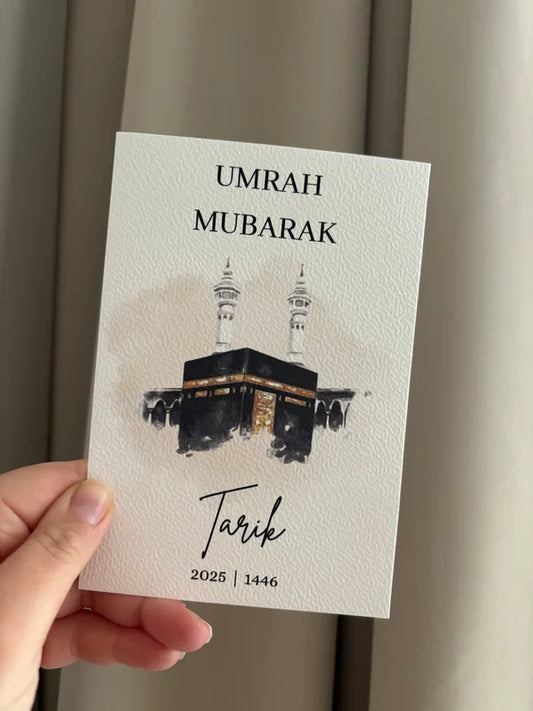 UMRAH
MUBARAK
Tarik
2025 | 1446